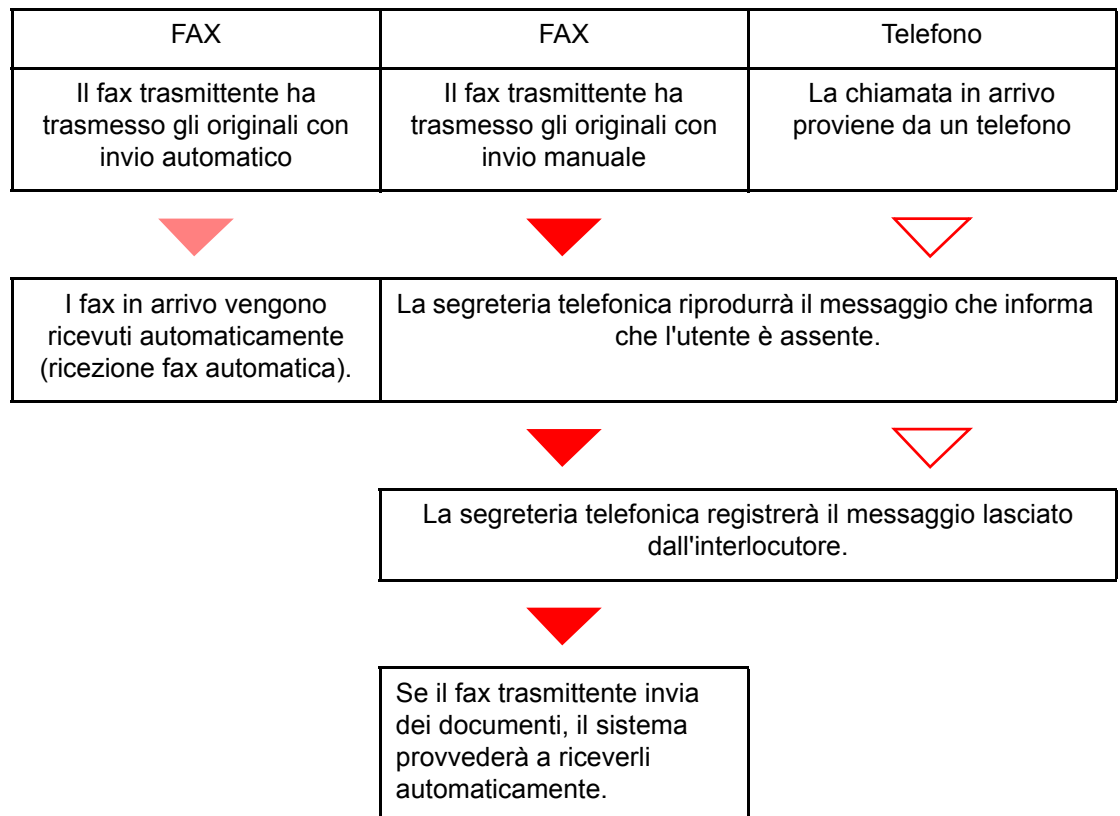 FAX
FAX
Telefono
Il fax trasmittente ha
trasmesso gli originali con
invio automatico
Il fax trasmittente ha
trasmesso gli originali con
invio manuale
La chiamata in arrivo
proviene da un telefono
I fax in arrivo vengono
ricevuti automaticamente
(ricezione fax automatica).
La segreteria telefonica riprodurrà il messaggio che informa
che l'utente è assente.
La segreteria telefonica registrerà il messaggio lasciato
dall'interlocutore.
Se il fax trasmittente invia
dei documenti, il sistema
provvederà a riceverli
automaticamente.